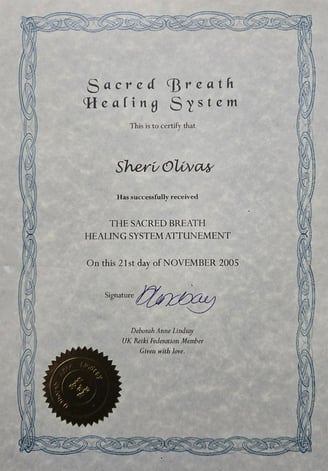 Sacred Breath
Healing System
This is to certify that
Sheri Olivas
Has successfully received
THE SACRED BREATH
HEALING SYSTEM ATTUNEMENT
On this 21st day of NOVEMBER 2005
Signature DLindsay
Deborah Anne Lindsay
UK Reiki Federation Member
Given with love.